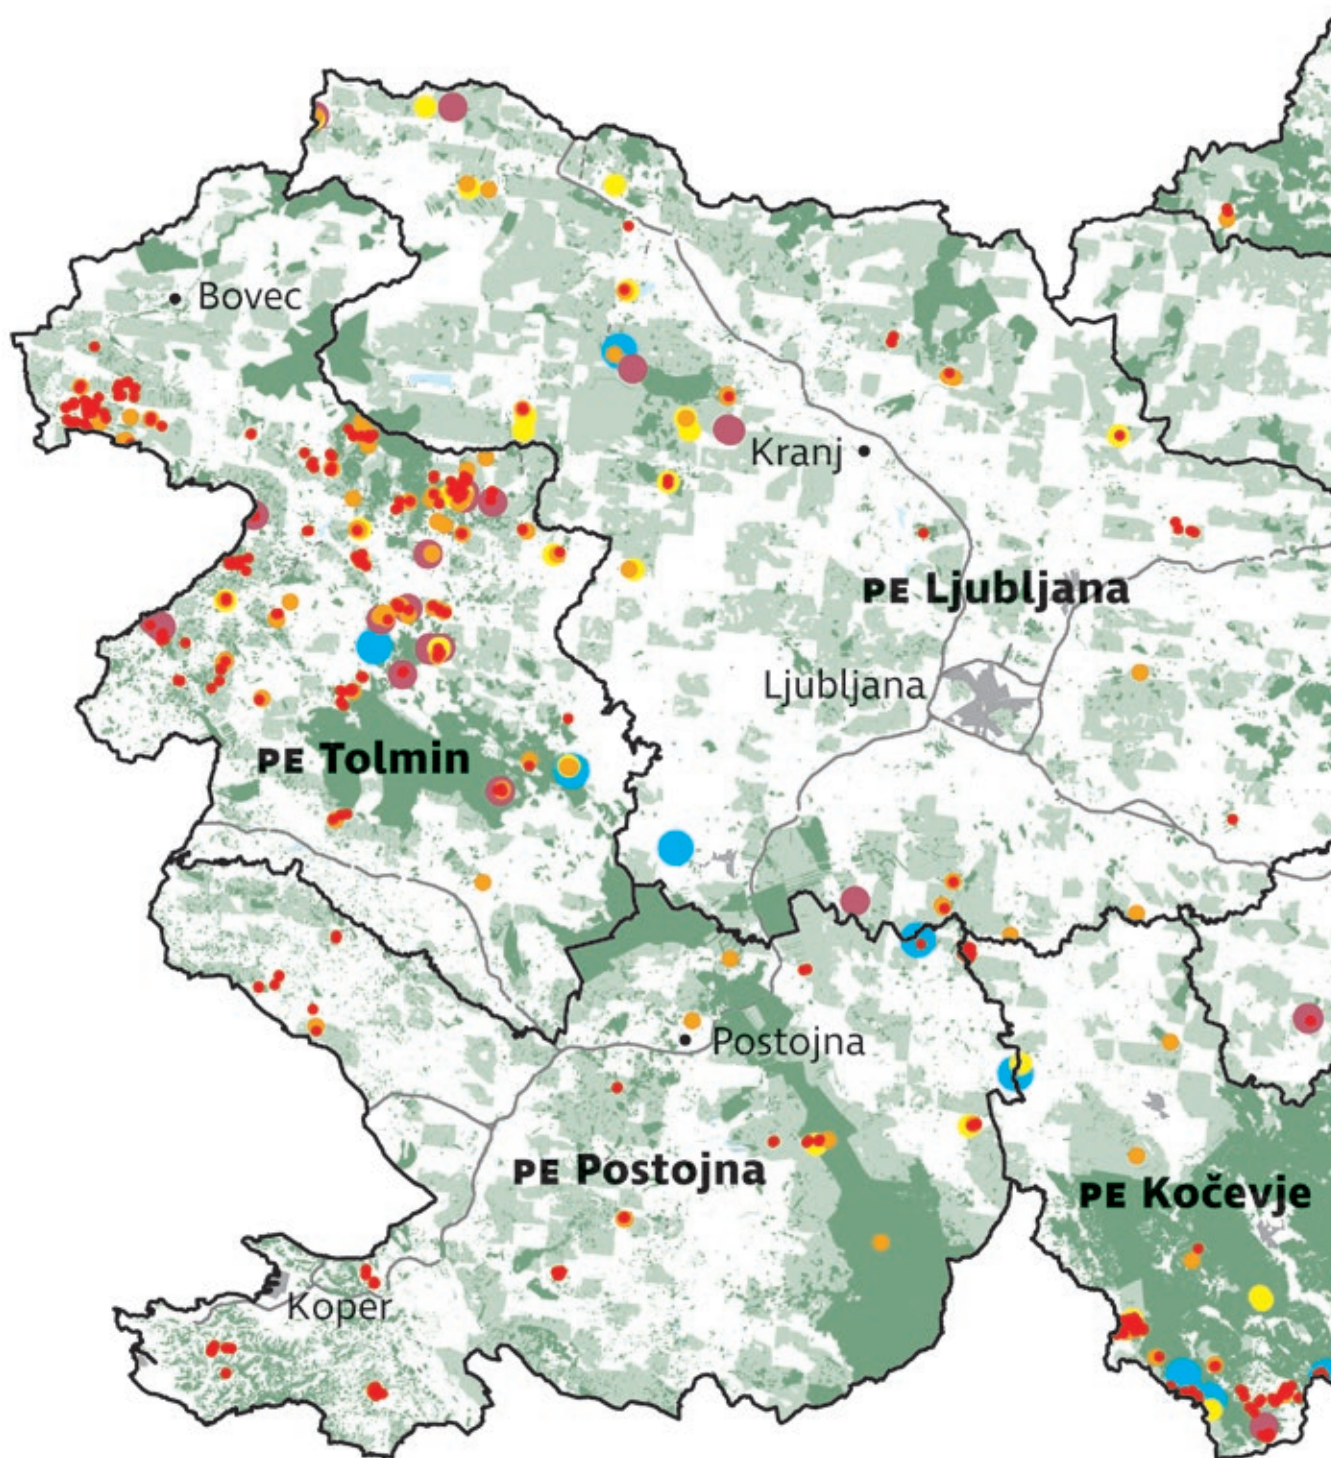 Bovec
Kranj
PE Ljubljana
Ljubljana
PE Tolmin
Postojna
PE Postojna
PE Kočevje
Koper